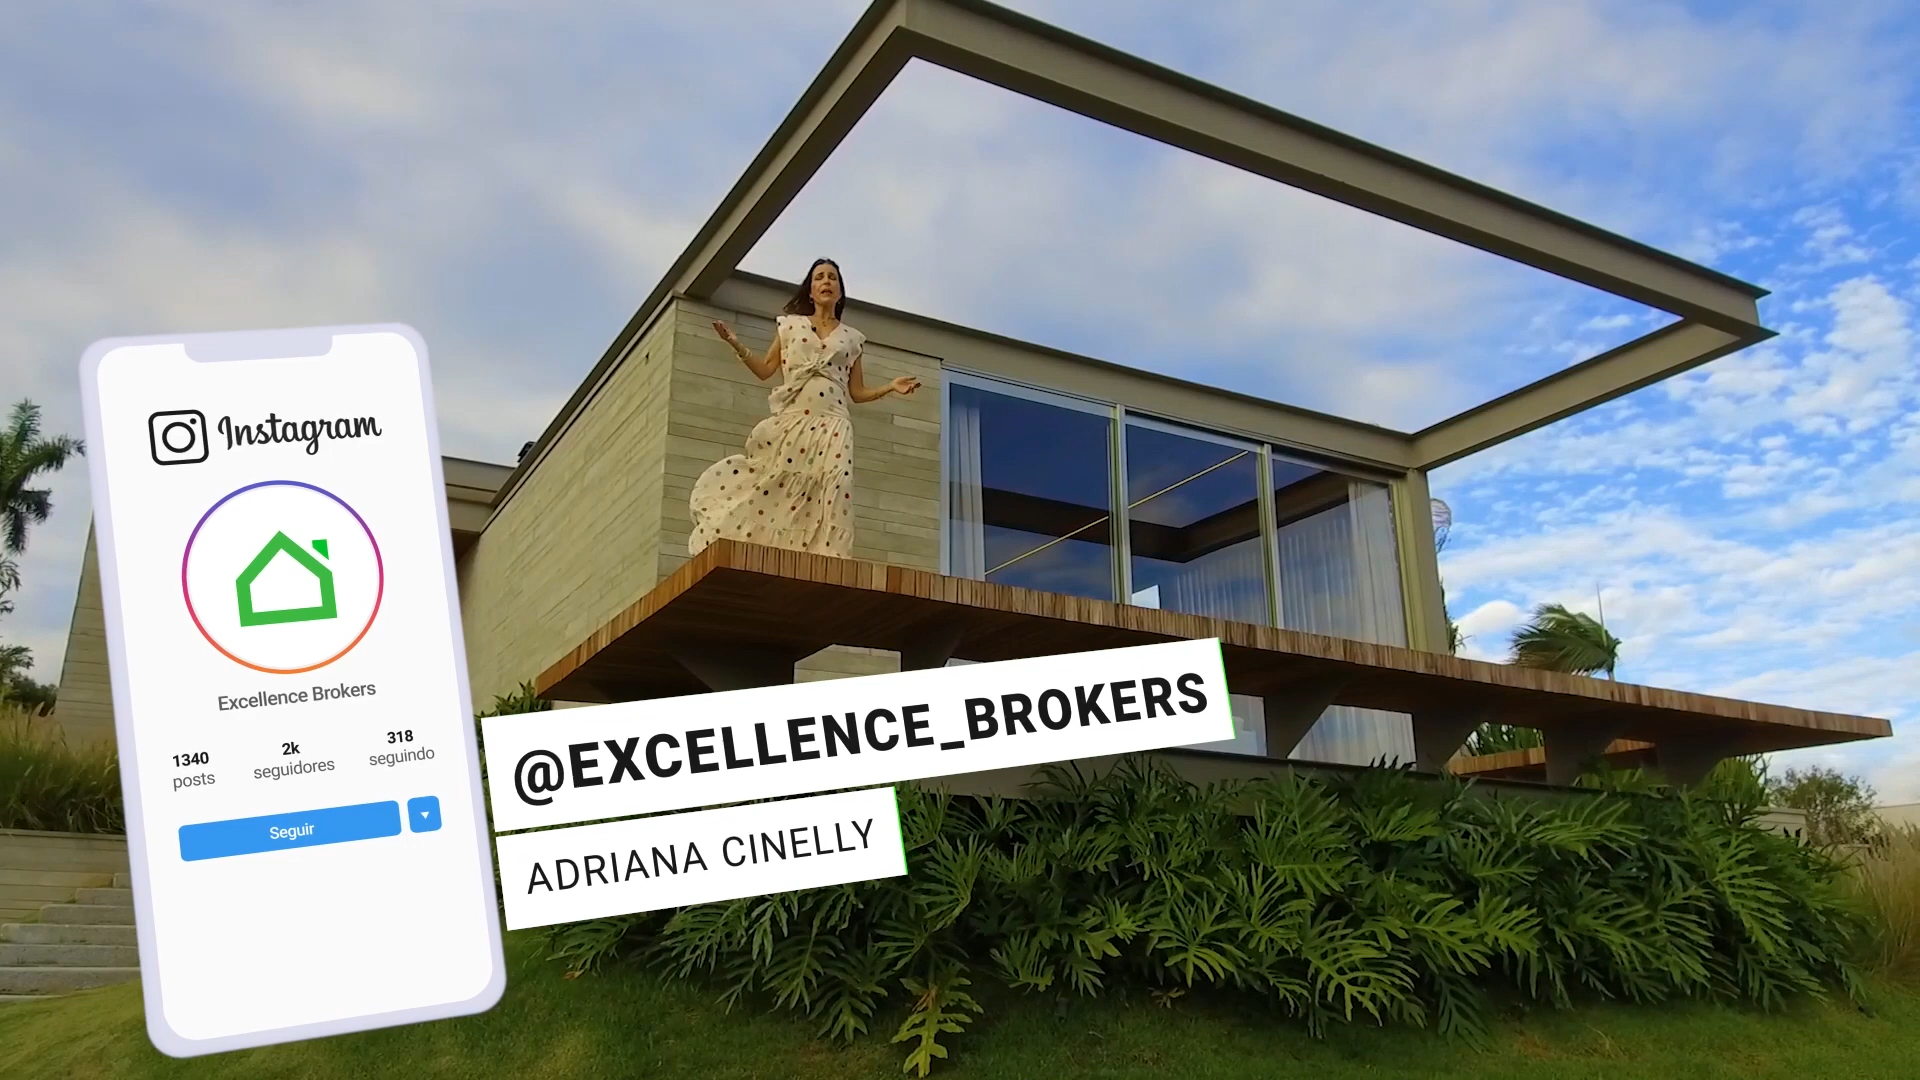 Instagram
Excellence Brokers
1340 2k 318
posts seguidores seguindo
Seguir
@EXCELLENCE_BROKERS
ADRIANA CINELLY